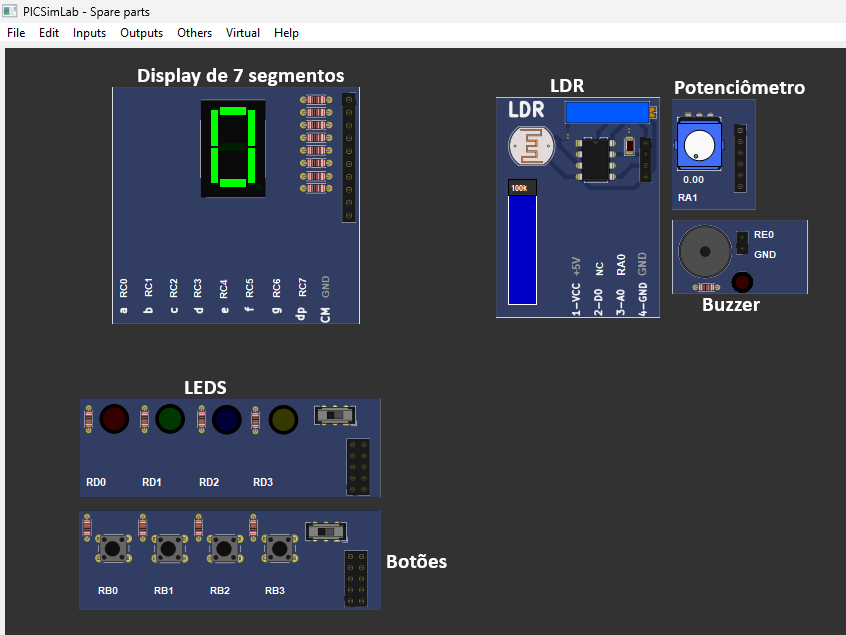 PICSimLab - Spare parts
File Edit Inputs Outputs Others Virtual Help
Display de 7 segmentos
a RC0
b RC1
c RC2
d RC3
e RC4
f RC5
g RC6
dp RC7
CM GND
LDR
LDR
100k
1-VCC +5V
2-D0 NC
3-A0 RA0
4-GND GND
Potenciômetro
0.00
RA1
RE0
GND
Buzzer
LEDS
RD0 RD1 RD2 RD3
RB0 RB1 RB2 RB3
Botões